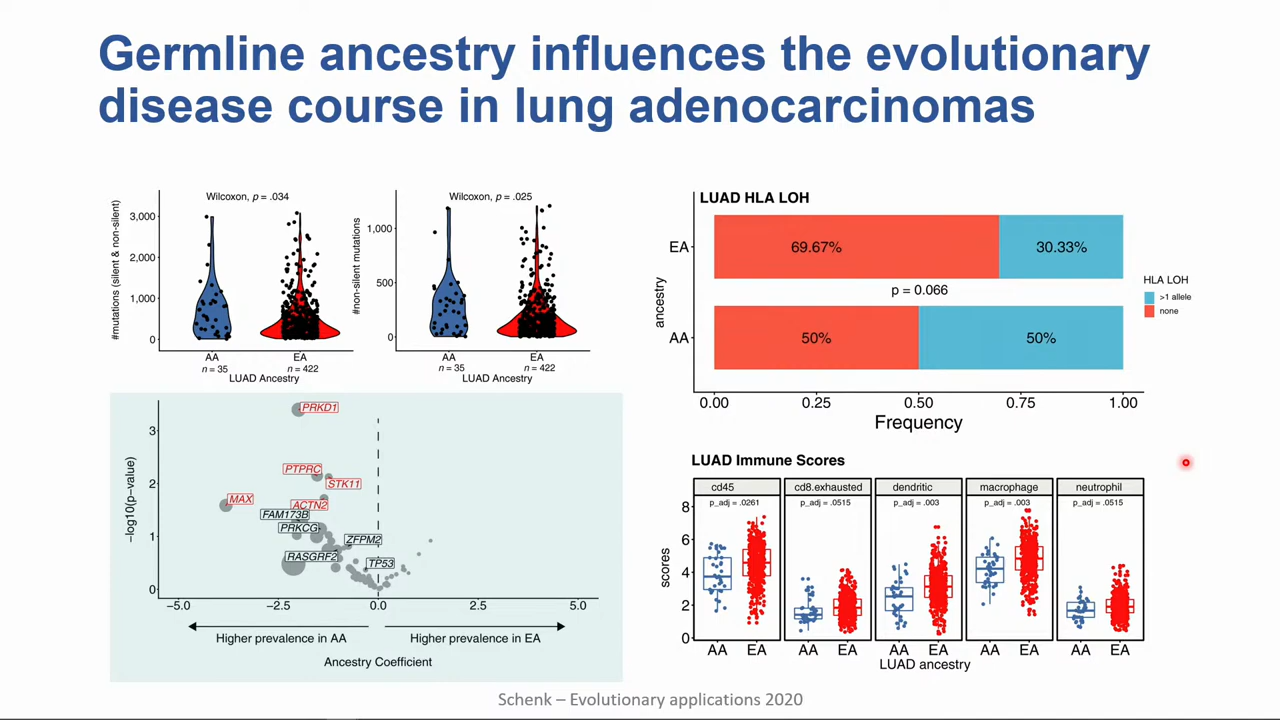 Germline ancestry influences the evolutionary
disease course in lung adenocarcinomas
Wilcoxon, p = .034
#mutations (silent & non-silent)
3,000
2,000
1,000
0
AA
EA
n = 35
n = 422
LUAD Ancestry
Wilcoxon, p = .025
#non-silent mutations
1,000
500
0
AA
EA
n = 35
n = 422
LUAD Ancestry
LUAD HLA LOH
ancestry
EA
69.67%
30.33%
p = 0.066
AA
50%
50%
0.00
0.25
0.50
0.75
1.00
Frequency
HLA LOH
>1 allele
none
−log10(p−value)
3
2
1
0
PRKD1
PTPRC
STK11
MAX
ACTN2
FAM173B
PRKCG
ZFPM2
RASGRF2
TP53
−5.0
−2.5
0.0
2.5
5.0
Higher prevalence in AA
Higher prevalence in EA
Ancestry Coefficient
LUAD Immune Scores
cd45
cd8.exhausted
dendritic
macrophage
neutrophil
p_adj = .0261
p_adj = .0515
p_adj = .003
p_adj = .003
p_adj = .0515
scores
8
6
4
2
0
AA
EA
AA
EA
AA
EA
AA
EA
AA
EA
LUAD ancestry
Schenk – Evolutionary applications 2020